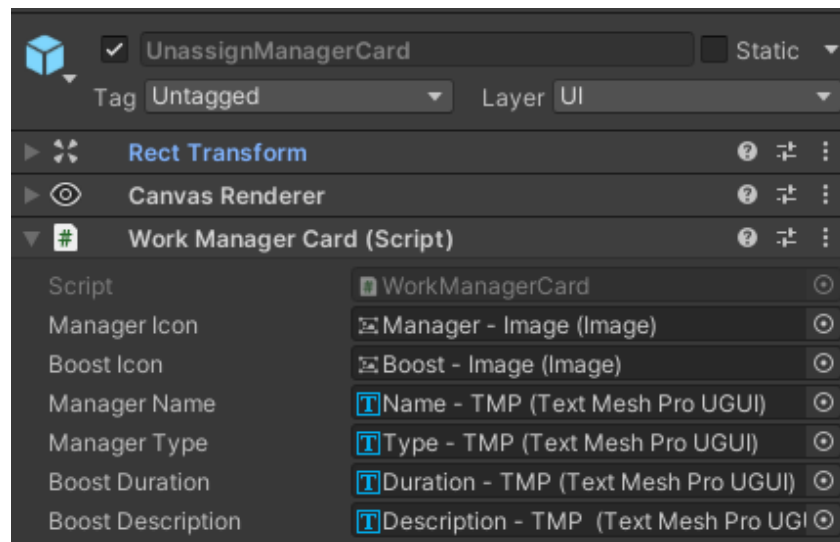 UnassignManagerCard Static
Tag Untagged Layer UI
Rect Transform
Canvas Renderer
# Work Manager Card (Script)
Script # WorkManagerCard
Manager Icon Manager - Image (Image)
Boost Icon Boost - Image (Image)
Manager Name T Name - TMP (Text Mesh Pro UGUI)
Manager Type T Type - TMP (Text Mesh Pro UGUI)
Boost Duration T Duration - TMP (Text Mesh Pro UGUI)
Boost Description T Description - TMP (Text Mesh Pro UGI